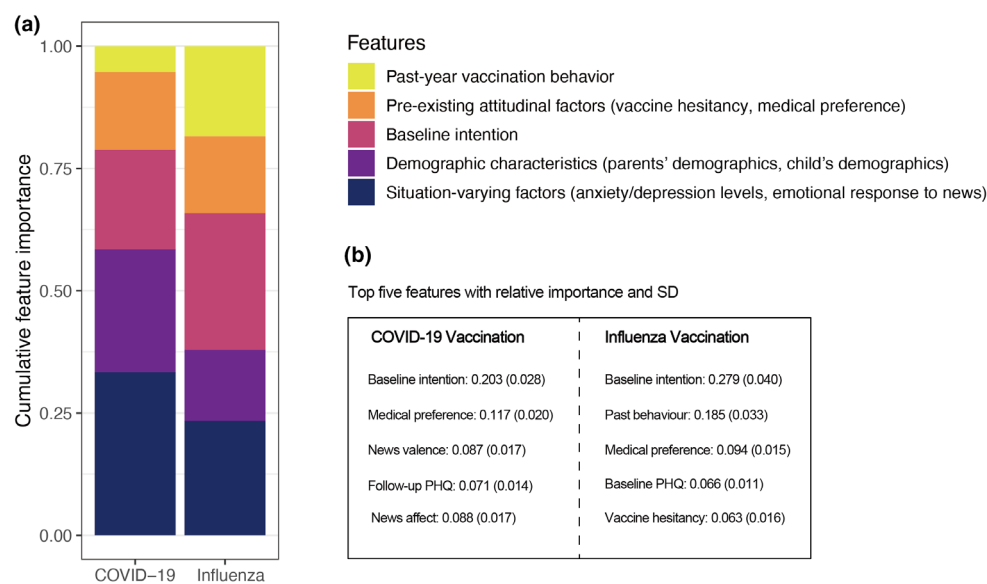 (a)
Cumulative feature importance
1.00
0.75
0.50
0.25
0.00
COVID−19
Influenza
Features
Past-year vaccination behavior
Pre-existing attitudinal factors (vaccine hesitancy, medical preference)
Baseline intention
Demographic characteristics (parents' demographics, child's demographics)
Situation-varying factors (anxiety/depression levels, emotional response to news)
(b)
Top five features with relative importance and SD
COVID-19 Vaccination
Baseline intention: 0.203 (0.028)
Medical preference: 0.117 (0.020)
News valence: 0.087 (0.017)
Follow-up PHQ: 0.071 (0.014)
News affect: 0.088 (0.017)
Influenza Vaccination
Baseline intention: 0.279 (0.040)
Past behaviour: 0.185 (0.033)
Medical preference: 0.094 (0.015)
Baseline PHQ: 0.066 (0.011)
Vaccine hesitancy: 0.063 (0.016)